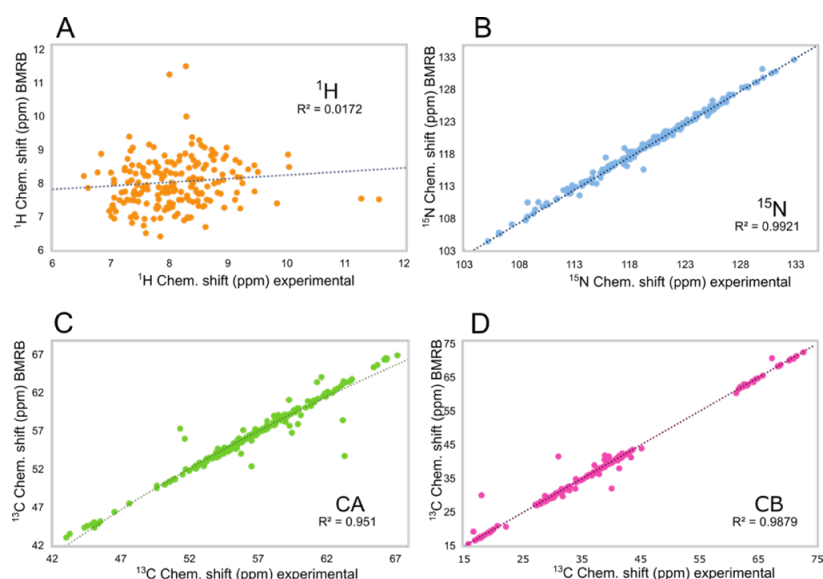 A
12
11
10
9
8
7
6
¹H Chem. shift (ppm) BMRB
¹H
R² = 0.0172
6 7 8 9 10 11 12
¹H Chem. shift (ppm) experimental
B
133
128
123
118
113
108
103
¹⁵N Chem. shift (ppm) BMRB
¹⁵N
R² = 0.9921
103 108 113 118 123 128 133
¹⁵N Chem. shift (ppm) experimental
C
67
62
57
52
47
42
¹³C Chem. shift (ppm) BMRB
CA
R² = 0.951
42 47 52 57 62 67
¹³C Chem. shift (ppm) experimental
D
75
65
55
45
35
25
15
¹³C Chem. shift (ppm) BMRB
CB
R² = 0.9879
15 25 35 45 55 65 75
¹³C Chem. shift (ppm) experimental